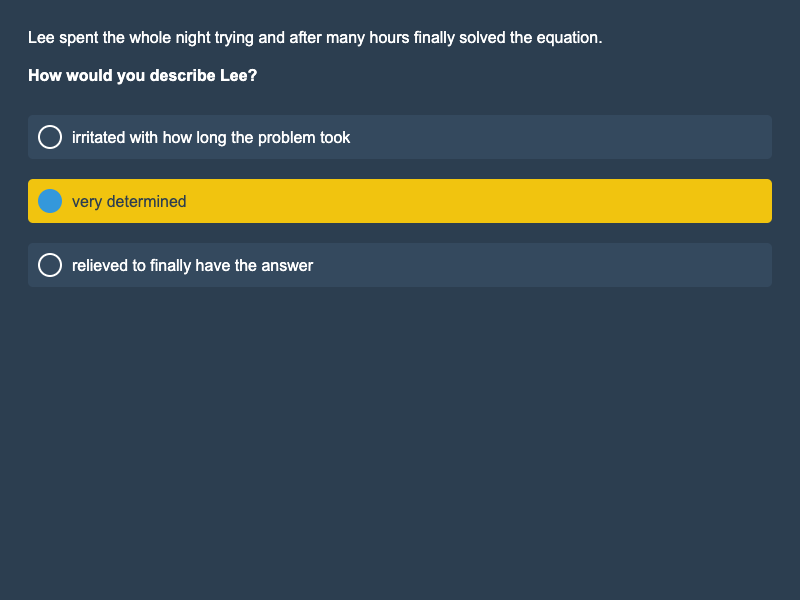 Lee spent the whole night trying and after many hours finally solved the equation.
How would you describe Lee?
irritated with how long the problem took
very determined
relieved to finally have the answer